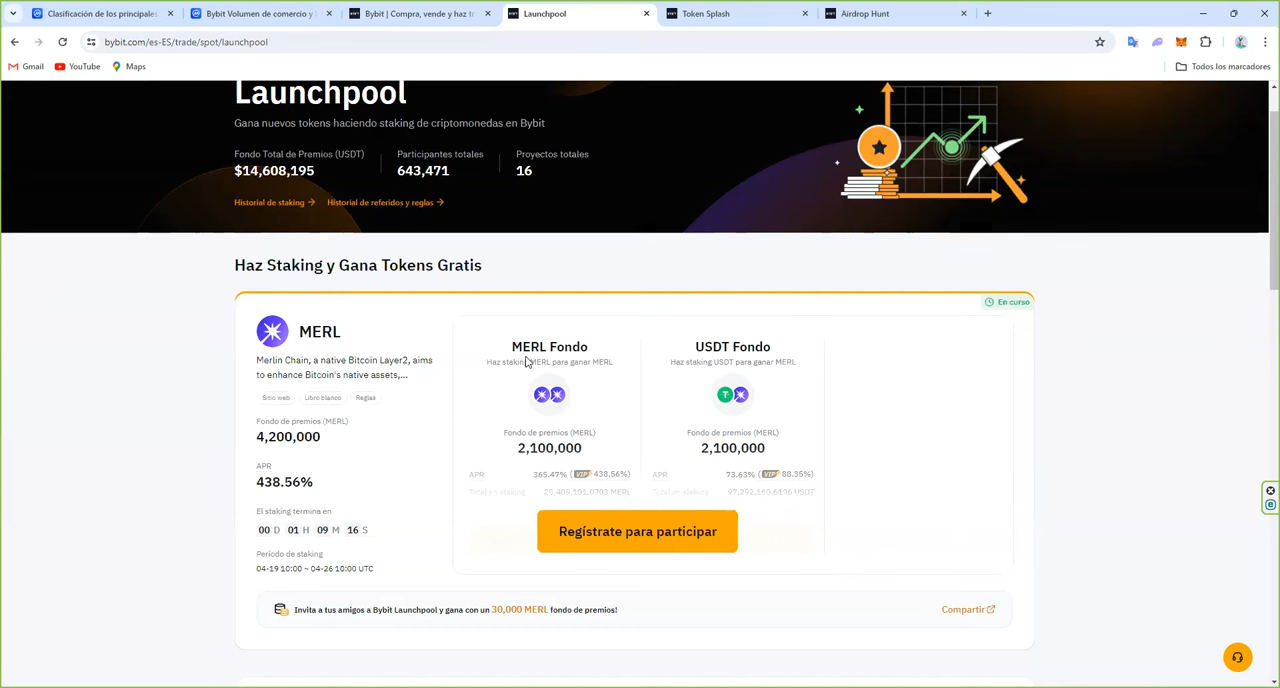 Clasificación de los principales
Bybit Volumen de comercio y
Bybit | Compra, vende y haz t
Launchpool
Token Splash
Airdrop Hunt
bybit.com/es-ES/trade/spot/launchpool
Gmail
YouTube
Maps
Todos los marcadores
Launchpool
Gana nuevos tokens haciendo staking de criptomonedas en Bybit
Fondo Total de Premios (USDT)
Participantes totales
Proyectos totales
$14,608,195
643,471
16
Historial de staking
Historial de referidos y reglas
Haz Staking y Gana Tokens Gratis
En curso
MERL
Merlin Chain, a native Bitcoin Layer2, aims
to enhance Bitcoin's native assets,...
Sitio web
Libro blanco
Reglas
Fondo de premios (MERL)
4,200,000
APR
438.56%
El staking termina en
00 D 01 H 09 M 16 S
Período de staking
04-19 10:00 ~ 04-26 10:00 UTC
MERL Fondo
Haz staking MERL para ganar MERL
Fondo de premios (MERL)
2,100,000
APR
365.47% (VIP 438.56%)
Total en staking
USDT Fondo
Haz staking USDT para ganar MERL
Fondo de premios (MERL)
2,100,000
APR
73.63% (VIP 88.35%)
Total en staking
Regístrate para participar
Invita a tus amigos a Bybit Launchpool y gana con un 30,000 MERL fondo de premios!
Compartir